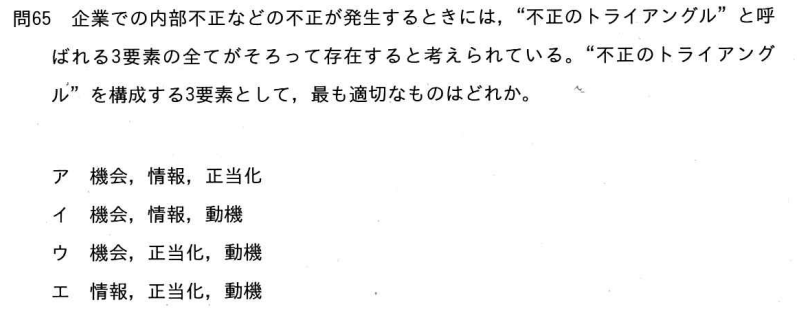 問65 企業での内部不正などの不正が発生するときには，“不正のトライアングル”と呼
ばれる3要素の全てがそろって存在すると考えられている。“不正のトライアング
ル”を構成する3要素として，最も適切なものはどれか。
ア 機会，情報，正当化
イ 機会，情報，動機
ウ 機会，正当化，動機
エ 情報，正当化，動機